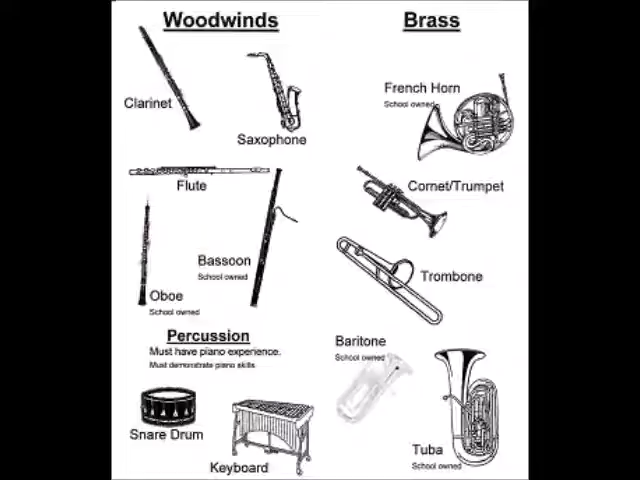 Woodwinds
Clarinet
Saxophone
Flute
Bassoon
School owned
Oboe
School owned
Percussion
Must have piano experience.
Must demonstrate piano skills
Snare Drum
Keyboard
Brass
French Horn
School owned
Cornet/Trumpet
Trombone
Baritone
School owned
Tuba
School owned